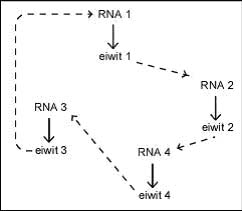 RNA 1
eiwit 1
RNA 2
eiwit 2
RNA 3
eiwit 3
RNA 4
eiwit 4